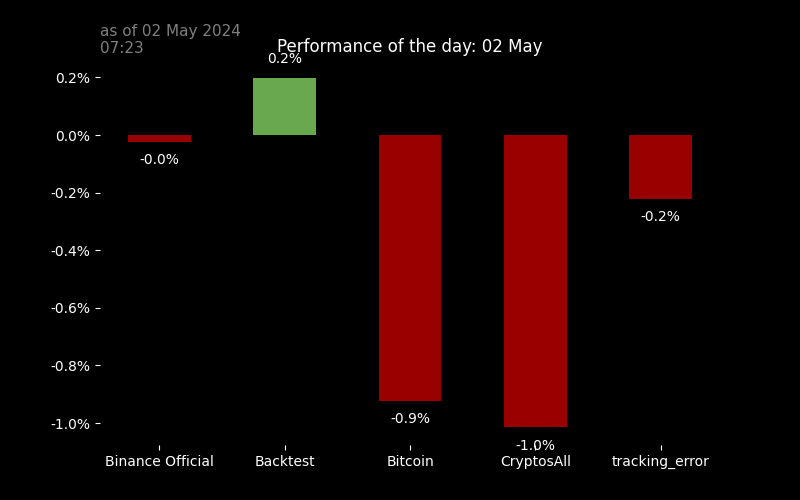 as of 02 May 2024
07:23
Performance of the day: 02 May
0.2%
0.2%
0.0%
-0.0%
-0.2%
-0.2%
-0.4%
-0.6%
-0.8%
-0.9%
-1.0%
-1.0%
Binance Official
Backtest
Bitcoin
CryptosAll
tracking_error